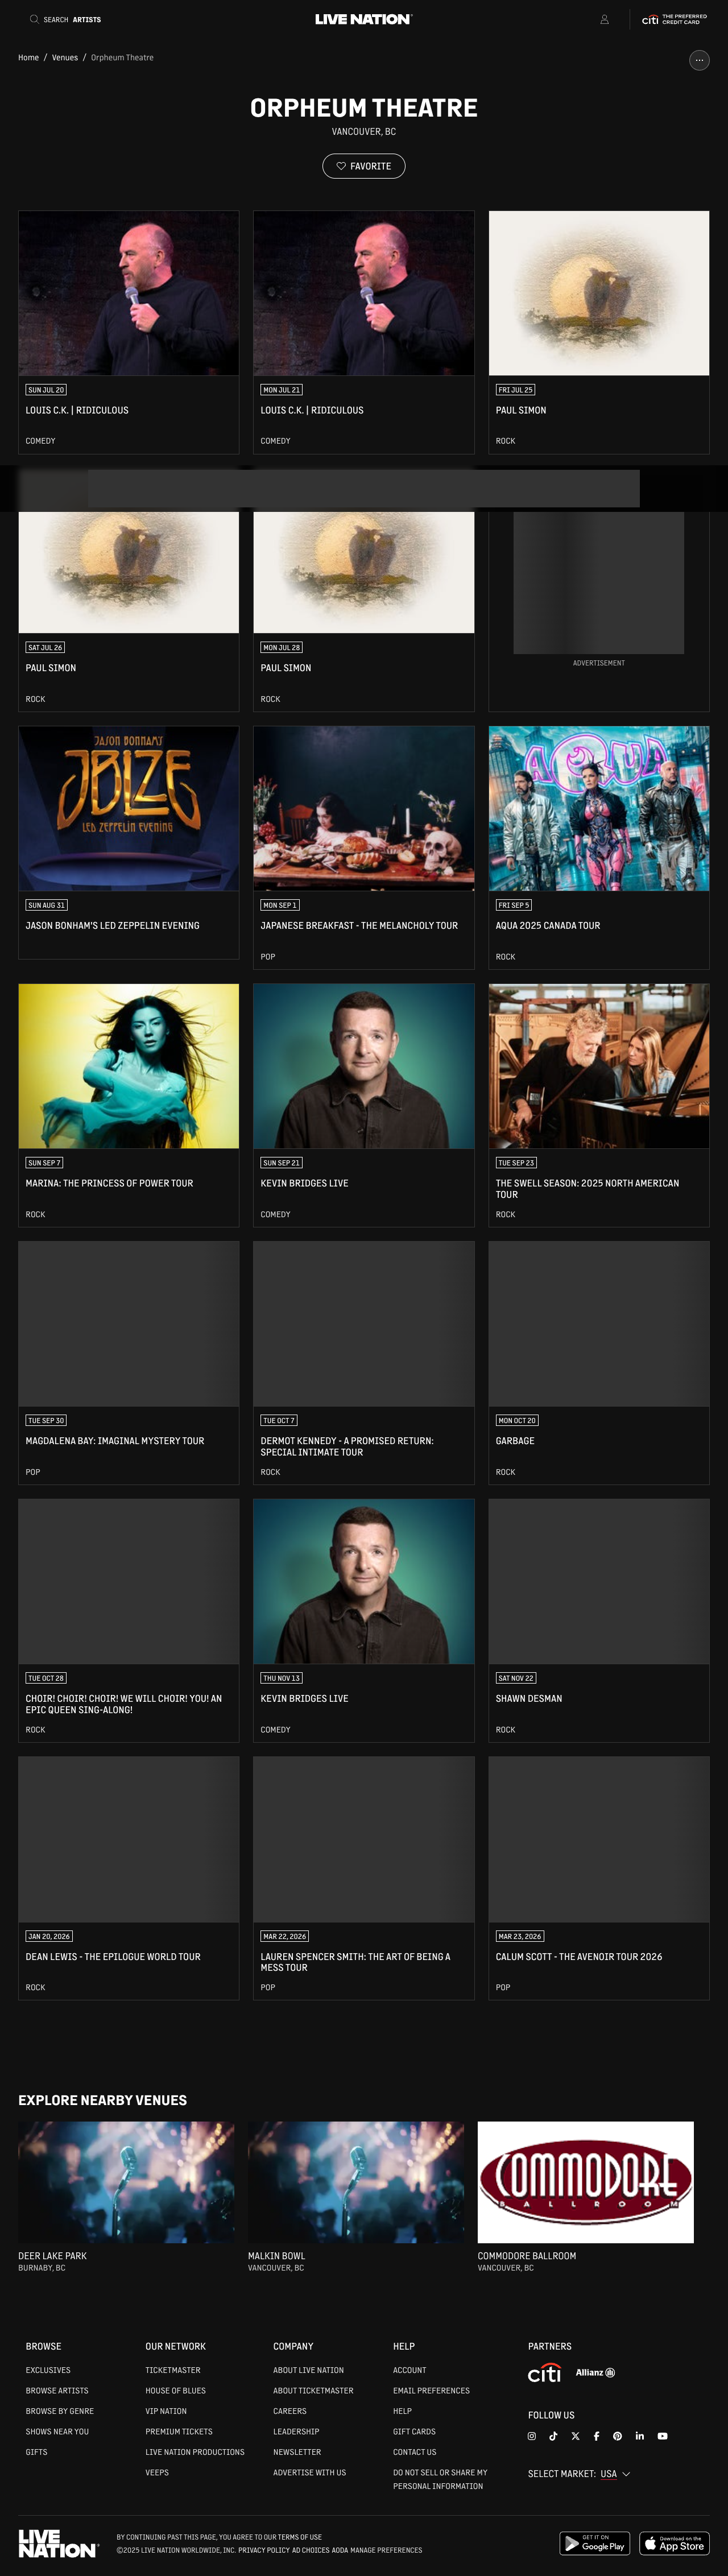 SEARCH ARTISTS
LIVE NATION
citi THE PREFERRED CREDIT CARD
Home / Venues / Orpheum Theatre
ORPHEUM THEATRE
VANCOUVER, BC
FAVORITE
SUN JUL 20
LOUIS C.K. | RIDICULOUS
COMEDY
MON JUL 21
LOUIS C.K. | RIDICULOUS
COMEDY
FRI JUL 25
PAUL SIMON
ROCK
SAT JUL 26
PAUL SIMON
ROCK
MON JUL 28
PAUL SIMON
ROCK
ADVERTISEMENT
JASON BONHAM'S
JBLZE
LED ZEPPELIN EVENING
SUN AUG 31
JASON BONHAM'S LED ZEPPELIN EVENING
MON SEP 1
JAPANESE BREAKFAST - THE MELANCHOLY TOUR
POP
AQUA
FRI SEP 5
AQUA 2025 CANADA TOUR
ROCK
SUN SEP 7
MARINA: THE PRINCESS OF POWER TOUR
ROCK
SUN SEP 21
KEVIN BRIDGES LIVE
COMEDY
TUE SEP 23
THE SWELL SEASON: 2025 NORTH AMERICAN
TOUR
ROCK
TUE SEP 30
MAGDALENA BAY: IMAGINAL MYSTERY TOUR
POP
TUE OCT 7
DERMOT KENNEDY - A PROMISED RETURN:
SPECIAL INTIMATE TOUR
ROCK
MON OCT 20
GARBAGE
ROCK
TUE OCT 28
CHOIR! CHOIR! CHOIR! WE WILL CHOIR! YOU! AN
EPIC QUEEN SING-ALONG!
ROCK
THU NOV 13
KEVIN BRIDGES LIVE
COMEDY
SAT NOV 22
SHAWN DESMAN
ROCK
JAN 20, 2026
DEAN LEWIS - THE EPILOGUE WORLD TOUR
ROCK
MAR 22, 2026
LAUREN SPENCER SMITH: THE ART OF BEING A
MESS TOUR
POP
MAR 23, 2026
CALUM SCOTT - THE AVENOIR TOUR 2026
POP
EXPLORE NEARBY VENUES
DEER LAKE PARK
BURNABY, BC
MALKIN BOWL
VANCOUVER, BC
COMMODORE
BALLROOM
COMMODORE BALLROOM
VANCOUVER, BC
BROWSE
EXCLUSIVES
BROWSE ARTISTS
BROWSE BY GENRE
SHOWS NEAR YOU
GIFTS
OUR NETWORK
TICKETMASTER
HOUSE OF BLUES
VIP NATION
PREMIUM TICKETS
LIVE NATION PRODUCTIONS
VEEPS
COMPANY
ABOUT LIVE NATION
ABOUT TICKETMASTER
CAREERS
LEADERSHIP
NEWSLETTER
ADVERTISE WITH US
HELP
ACCOUNT
EMAIL PREFERENCES
HELP
GIFT CARDS
CONTACT US
DO NOT SELL OR SHARE MY
PERSONAL INFORMATION
PARTNERS
citi Allianz
FOLLOW US
SELECT MARKET: USA
LIVE
NATION
BY CONTINUING PAST THIS PAGE, YOU AGREE TO OUR TERMS OF USE
©2025 LIVE NATION WORLDWIDE, INC. PRIVACY POLICY AD CHOICES AODA MANAGE PREFERENCES
GET IT ON
Google Play
Download on the
App Store